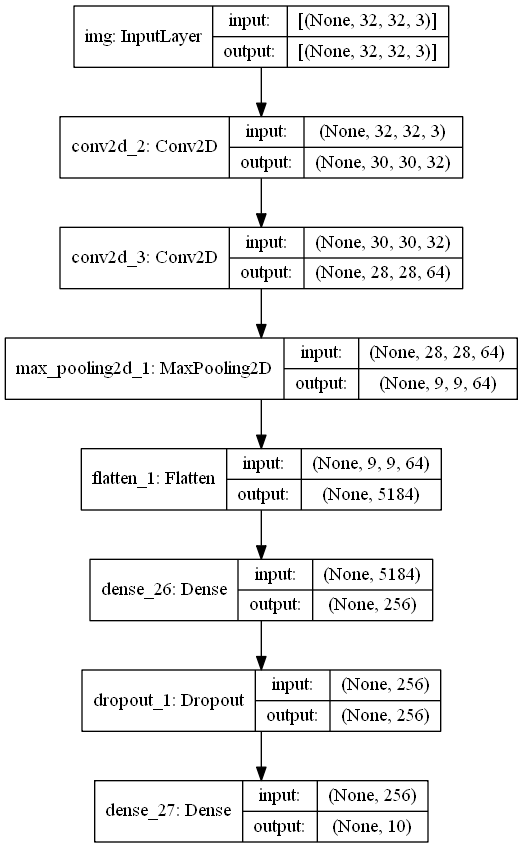 img: InputLayer
input: [(None, 32, 32, 3)]
output: [(None, 32, 32, 3)]
conv2d_2: Conv2D
input: (None, 32, 32, 3)
output: (None, 30, 30, 32)
conv2d_3: Conv2D
input: (None, 30, 30, 32)
output: (None, 28, 28, 64)
max_pooling2d_1: MaxPooling2D
input: (None, 28, 28, 64)
output: (None, 9, 9, 64)
flatten_1: Flatten
input: (None, 9, 9, 64)
output: (None, 5184)
dense_26: Dense
input: (None, 5184)
output: (None, 256)
dropout_1: Dropout
input: (None, 256)
output: (None, 256)
dense_27: Dense
input: (None, 256)
output: (None, 10)